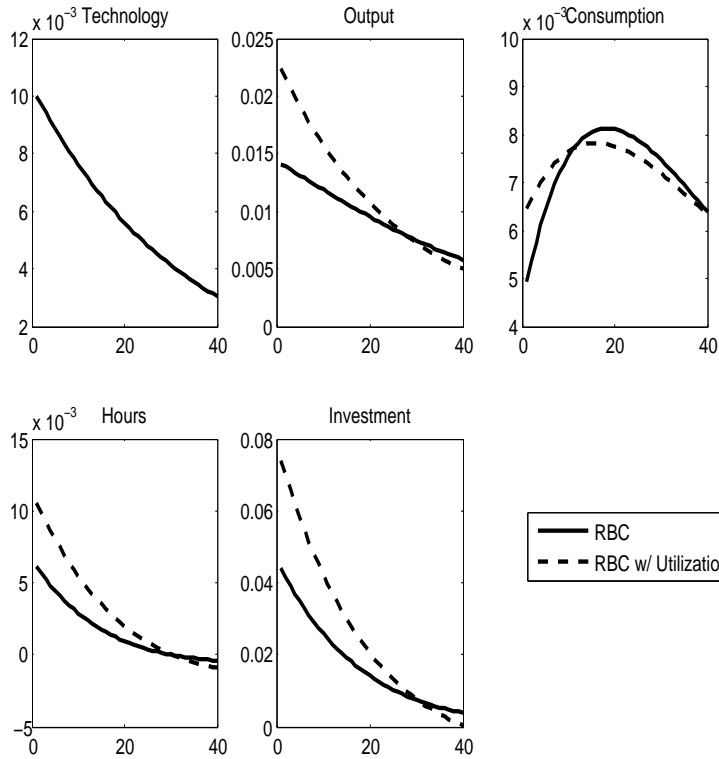 x 10⁻³ Technology
12
10
8
6
4
2
0 20 40
Output
0.025
0.02
0.015
0.01
0.005
0
0 20 40
x 10⁻³ Consumption
10
9
8
7
6
5
4
0 20 40
x 10⁻³ Hours
15
10
5
0
−5
0 20 40
Investment
0.08
0.06
0.04
0.02
0
0 20 40
RBC
RBC w/ Utilizatio